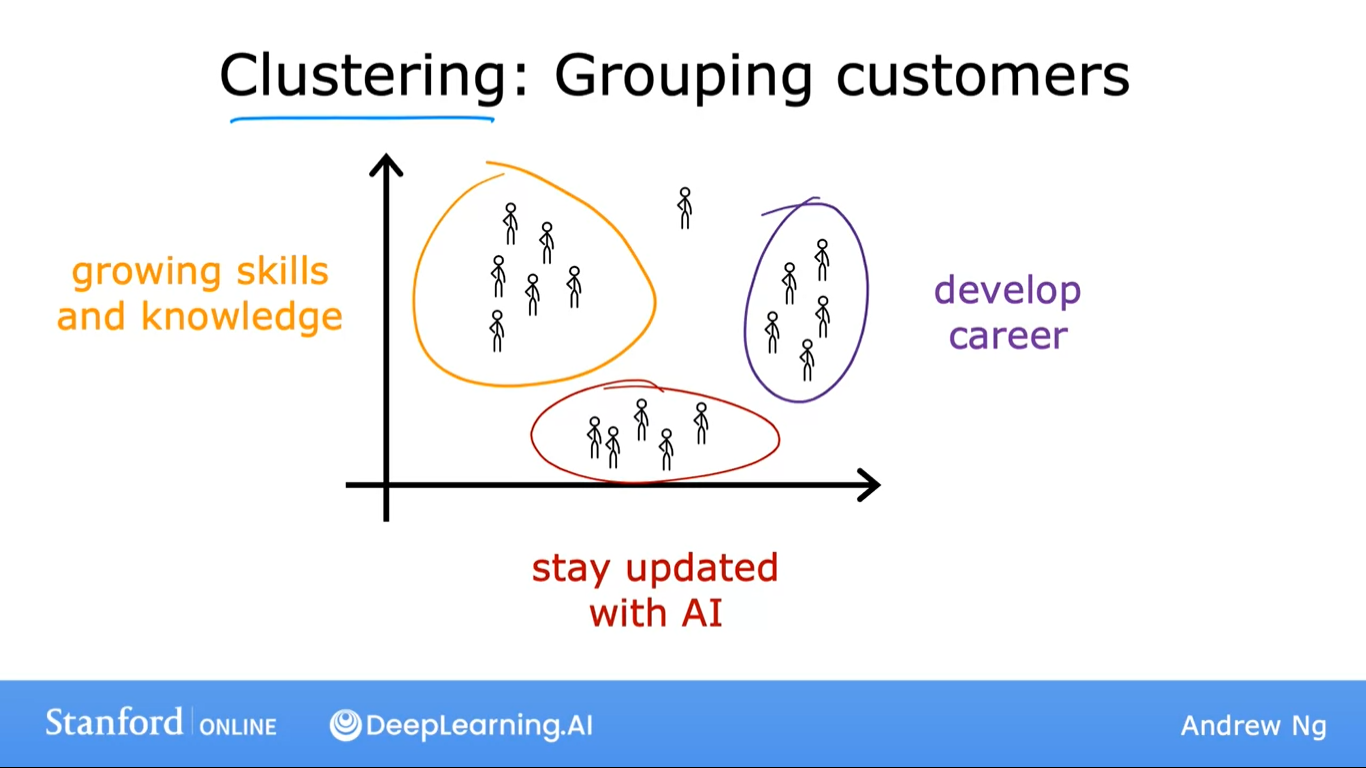 Clustering: Grouping customers
growing skills
and knowledge
develop
career
stay updated
with AI
Stanford ONLINE
DeepLearning.AI
Andrew Ng